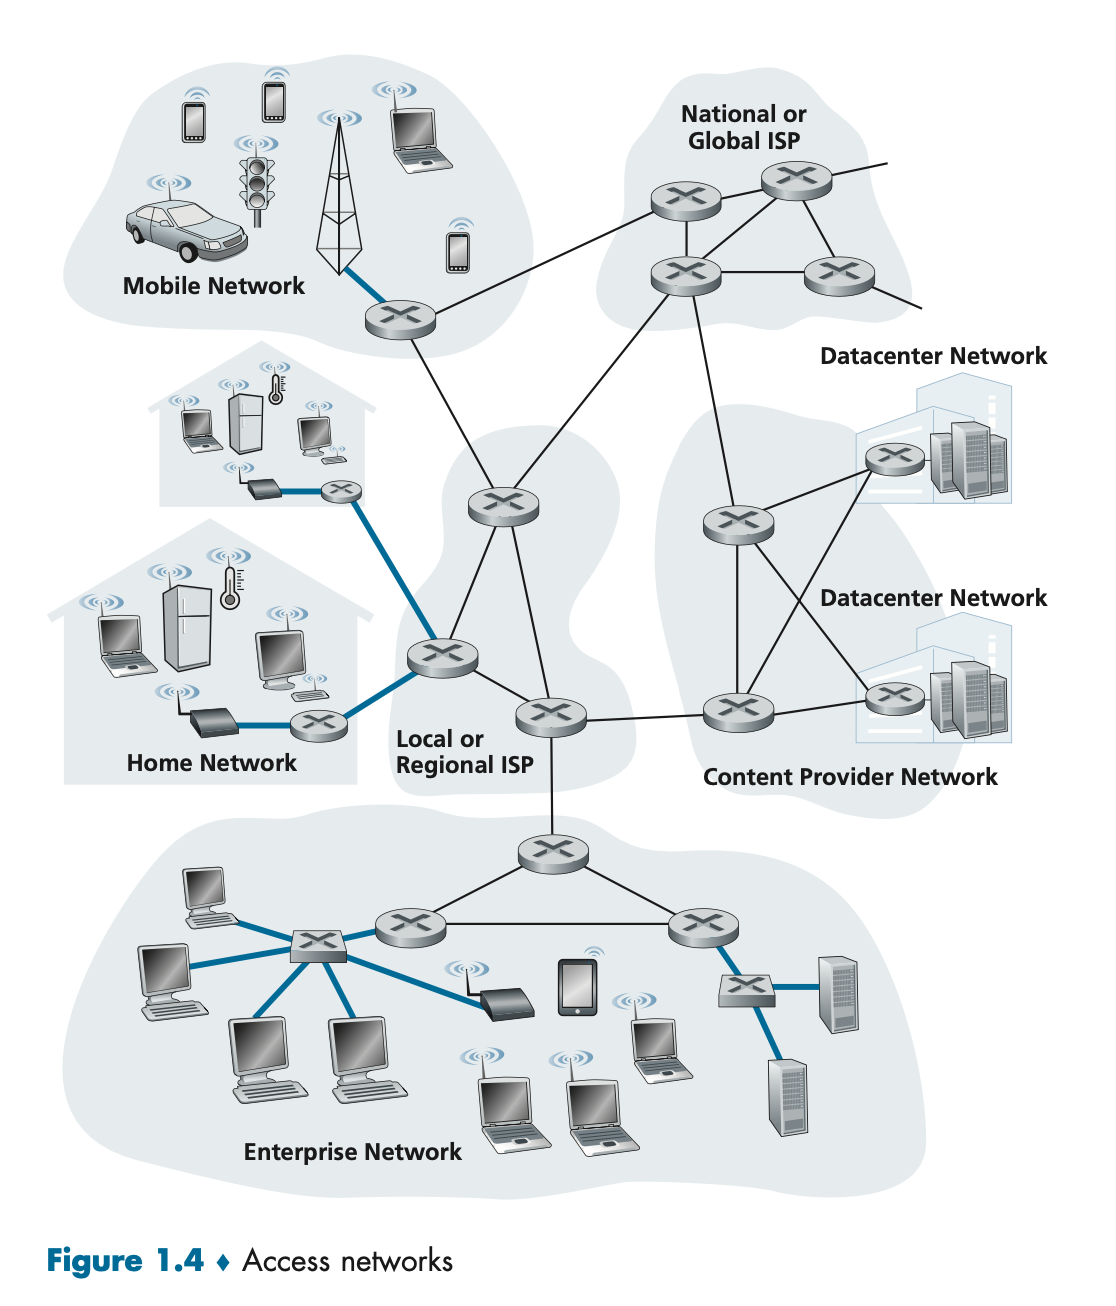 National or
Global ISP
Mobile Network
Datacenter Network
Datacenter Network
Home Network
Local or
Regional ISP
Content Provider Network
Enterprise Network
Figure 1.4 ♦ Access networks